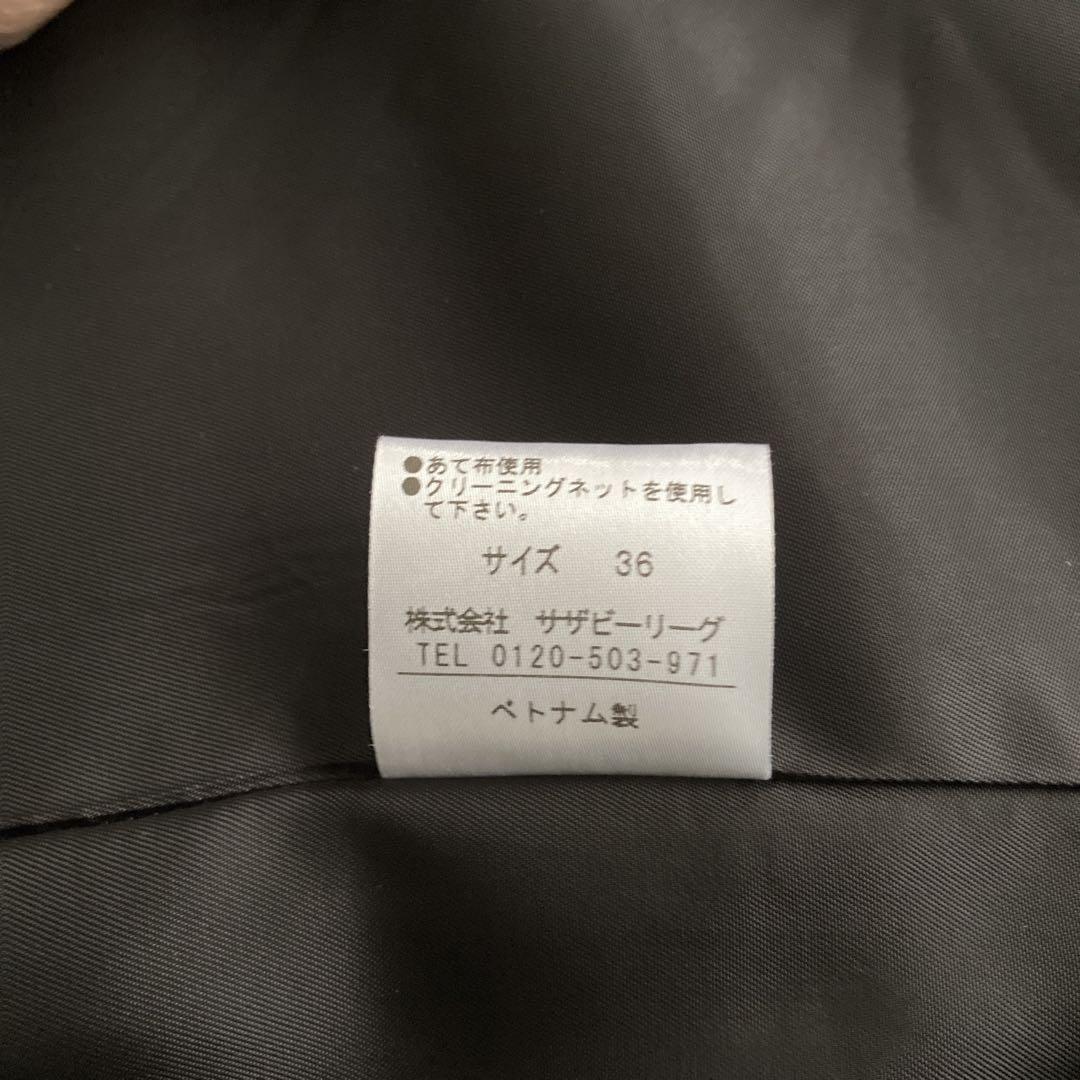 ●あて布使用
●クリーニングネットを使用し
て下さい。
サイズ 36
株式会社 サザビーリーグ
TEL 0120-503-971
ベトナム製